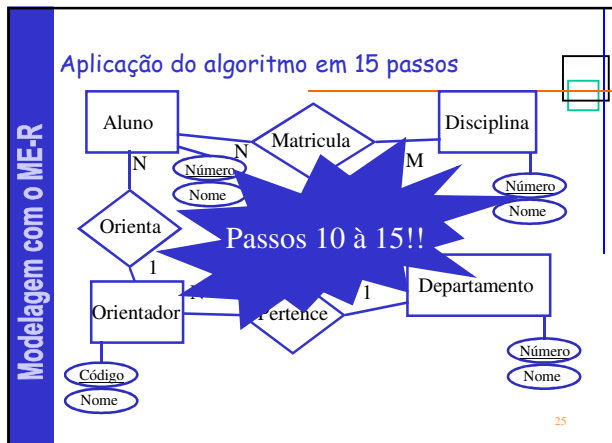 Aplicação do algoritmo em 15 passos
Modelagem com o ME-R
Aluno
Matricula
Disciplina
N
N
M
Número
Nome
Número
Nome
Orienta
Passos 10 à 15!!
1
N
1
Orientador
Pertence
Departamento
Código
Nome
Número
Nome
25